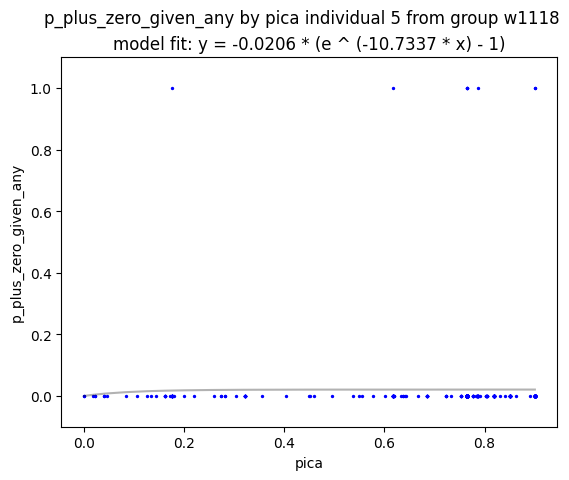 p_plus_zero_given_any by pica individual 5 from group w1118
model fit: y = -0.0206 * (e ^ (-10.7337 * x) - 1)
1.0
0.8
0.6
0.4
0.2
0.0
p_plus_zero_given_any
0.0 0.2 0.4 0.6 0.8
pica